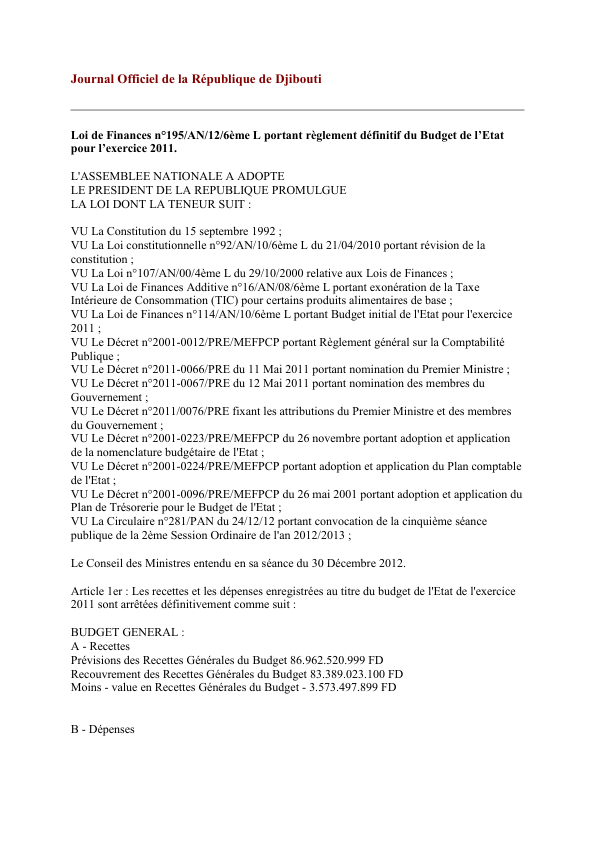 Journal Officiel de la République de Djibouti
Loi de Finances n°195/AN/12/6ème L portant règlement définitif du Budget de l’Etat
pour l’exercice 2011.
L'ASSEMBLEE NATIONALE A ADOPTE
LE PRESIDENT DE LA REPUBLIQUE PROMULGUE
LA LOI DONT LA TENEUR SUIT :
VU La Constitution du 15 septembre 1992 ;
VU La Loi constitutionnelle n°92/AN/10/6ème L du 21/04/2010 portant révision de la
constitution ;
VU La Loi n°107/AN/00/4ème L du 29/10/2000 relative aux Lois de Finances ;
VU La Loi de Finances Additive n°16/AN/08/6ème L portant exonération de la Taxe
Intérieure de Consommation (TIC) pour certains produits alimentaires de base ;
VU La Loi de Finances n°114/AN/10/6ème L portant Budget initial de l'Etat pour l'exercice
2011 ;
VU Le Décret n°2001-0012/PRE/MEFPCP portant Règlement général sur la Comptabilité
Publique ;
VU Le Décret n°2011-0066/PRE du 11 Mai 2011 portant nomination du Premier Ministre ;
VU Le Décret n°2011-0067/PRE du 12 Mai 2011 portant nomination des membres du
Gouvernement ;
VU Le Décret n°2011/0076/PRE fixant les attributions du Premier Ministre et des membres
du Gouvernement ;
VU Le Décret n°2001-0223/PRE/MEFPCP du 26 novembre portant adoption et application
de la nomenclature budgétaire de l'Etat ;
VU Le Décret n°2001-0224/PRE/MEFPCP portant adoption et application du Plan comptable
de l'Etat ;
VU Le Décret n°2001-0096/PRE/MEFPCP du 26 mai 2001 portant adoption et application du
Plan de Trésorerie pour le Budget de l'Etat ;
VU La Circulaire n°281/PAN du 24/12/12 portant convocation de la cinquième séance
publique de la 2ème Session Ordinaire de l'an 2012/2013 ;
Le Conseil des Ministres entendu en sa séance du 30 Décembre 2012.
Article 1er : Les recettes et les dépenses enregistrées au titre du budget de l'Etat de l'exercice
2011 sont arrêtées définitivement comme suit :
BUDGET GENERAL :
A - Recettes
Prévisions des Recettes Générales du Budget 86.962.520.999 FD
Recouvrement des Recettes Générales du Budget 83.389.023.100 FD
Moins - value en Recettes Générales du Budget - 3.573.497.899 FD
B - Dépenses